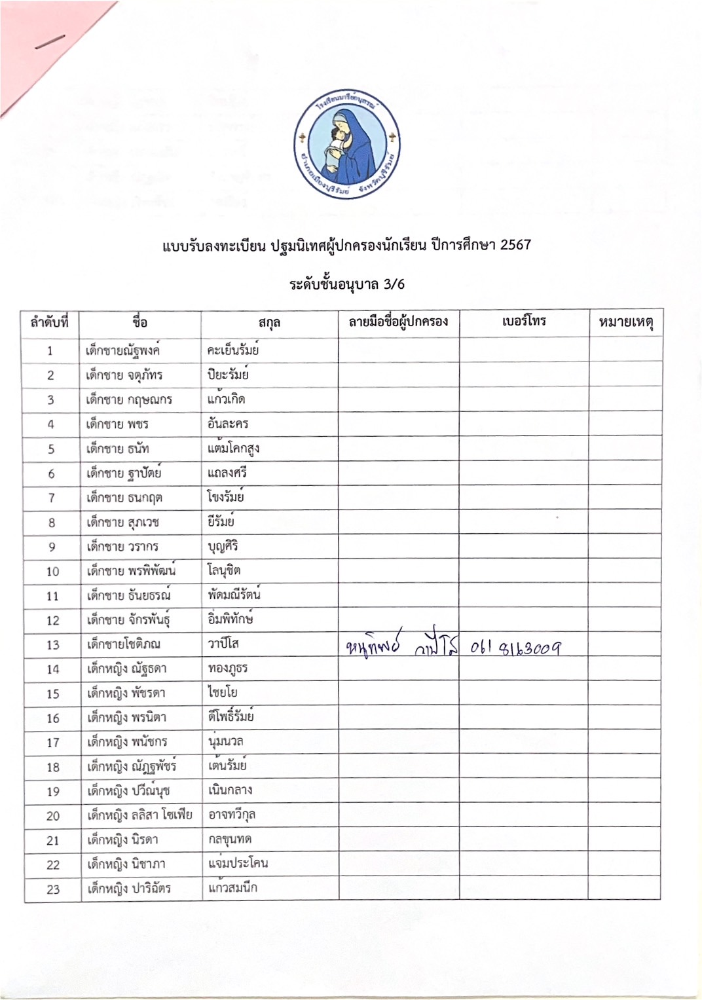 โรงเรียนมารีย์อนุสรณ์
อำเภอเมืองบุรีรัมย์ จังหวัดบุรีรัมย์
แบบรับลงทะเบียน ปฐมนิเทศผู้ปกครองนักเรียน ปีการศึกษา 2567
ระดับชั้นอนุบาล 3/6
ลำดับที่ ชื่อ สกุล ลายมือชื่อผู้ปกครอง เบอร์โทร หมายเหตุ
1 เด็กชายณัฐพงค์ คะเย็นรัมย์
2 เด็กชาย จตุภัทร ปิยะรัมย์
3 เด็กชาย กฤษณกร แก้วเกิด
4 เด็กชาย พชร อันละคร
5 เด็กชาย ธนัท แต้มโคกสูง
6 เด็กชาย ฐาปัตย์ แถลงศรี
7 เด็กชาย ธนกฤต โขงรัมย์
8 เด็กชาย สุภเวช ยีรัมย์
9 เด็กชาย วรากร บุญศิริ
10 เด็กชาย พรพิพัฒน์ โลนุชิต
11 เด็กชาย ธันยธรณ์ พัดมณีรัตน์
12 เด็กชาย จักรพันธุ์ อิ่มพิทักษ์
13 เด็กชายโชติภณ วาปีโส หนูทิพย์ วาปีโส 061 8163009
14 เด็กหญิง ณัฐธดา ทองภูธร
15 เด็กหญิง พัชรดา ไชยโย
16 เด็กหญิง พรนิตา ดีโพธิ์รัมย์
17 เด็กหญิง พนัชกร นุ่มนวล
18 เด็กหญิง ณัฏฐพัชร์ เต้นรัมย์
19 เด็กหญิง ปวีณ์นุช เนินกลาง
20 เด็กหญิง ลลิสา โซเฟีย อาจทวีกุล
21 เด็กหญิง นิรดา กลขุนทด
22 เด็กหญิง นิชาภา แจ่มประโคน
23 เด็กหญิง ปาริฉัตร แก้วสมนึก